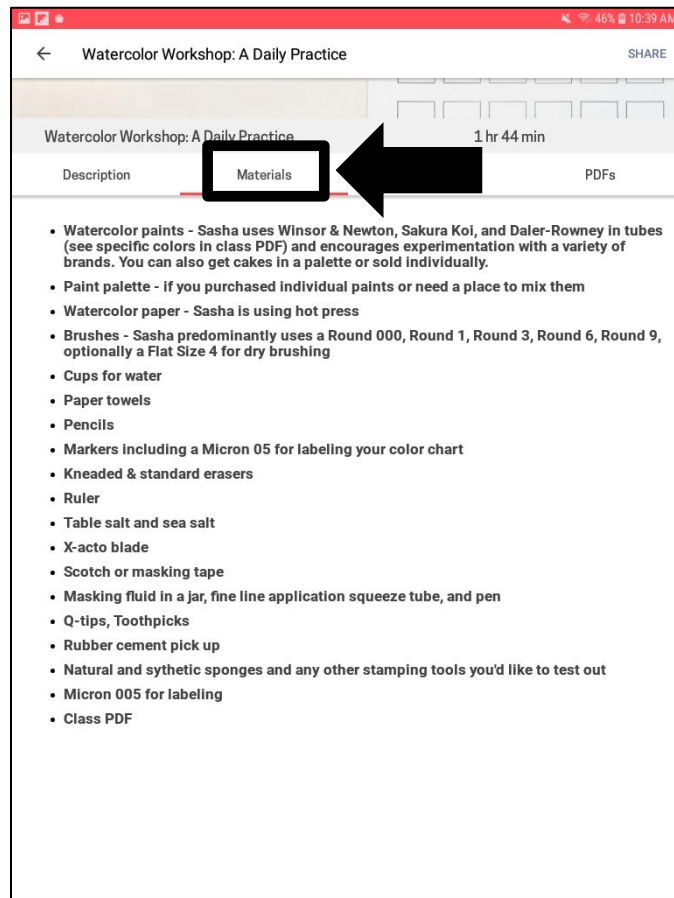 46% 10:39 AM
Watercolor Workshop: A Daily Practice SHARE
Watercolor Workshop: A Daily Practice 1 hr 44 min
Description Materials PDFs
• Watercolor paints - Sasha uses Winsor & Newton, Sakura Koi, and Daler-Rowney in tubes
(see specific colors in class PDF) and encourages experimentation with a variety of
brands. You can also get cakes in a palette or sold individually.
• Paint palette - if you purchased individual paints or need a place to mix them
• Watercolor paper - Sasha is using hot press
• Brushes - Sasha predominantly uses a Round 000, Round 1, Round 3, Round 6, Round 9,
optionally a Flat Size 4 for dry brushing
• Cups for water
• Paper towels
• Pencils
• Markers including a Micron 05 for labeling your color chart
• Kneaded & standard erasers
• Ruler
• Table salt and sea salt
• X-acto blade
• Scotch or masking tape
• Masking fluid in a jar, fine line application squeeze tube, and pen
• Q-tips, Toothpicks
• Rubber cement pick up
• Natural and sythetic sponges and any other stamping tools you'd like to test out
• Micron 005 for labeling
• Class PDF